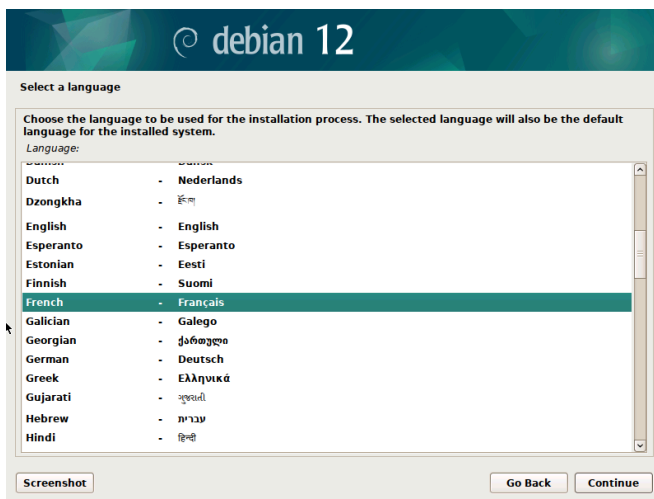 debian 12
Select a language
Choose the language to be used for the installation process. The selected language will also be the default
language for the installed system.
Language:
Dutch - Nederlands
Dzongkha - རྫོང་ཁ།
English - English
Esperanto - Esperanto
Estonian - Eesti
Finnish - Suomi
French - Français
Galician - Galego
Georgian - ქართული
German - Deutsch
Greek - Ελληνικά
Gujarati - ગુજરાતી
Hebrew - עברית
Hindi - हिन्दी
Screenshot Go Back Continue